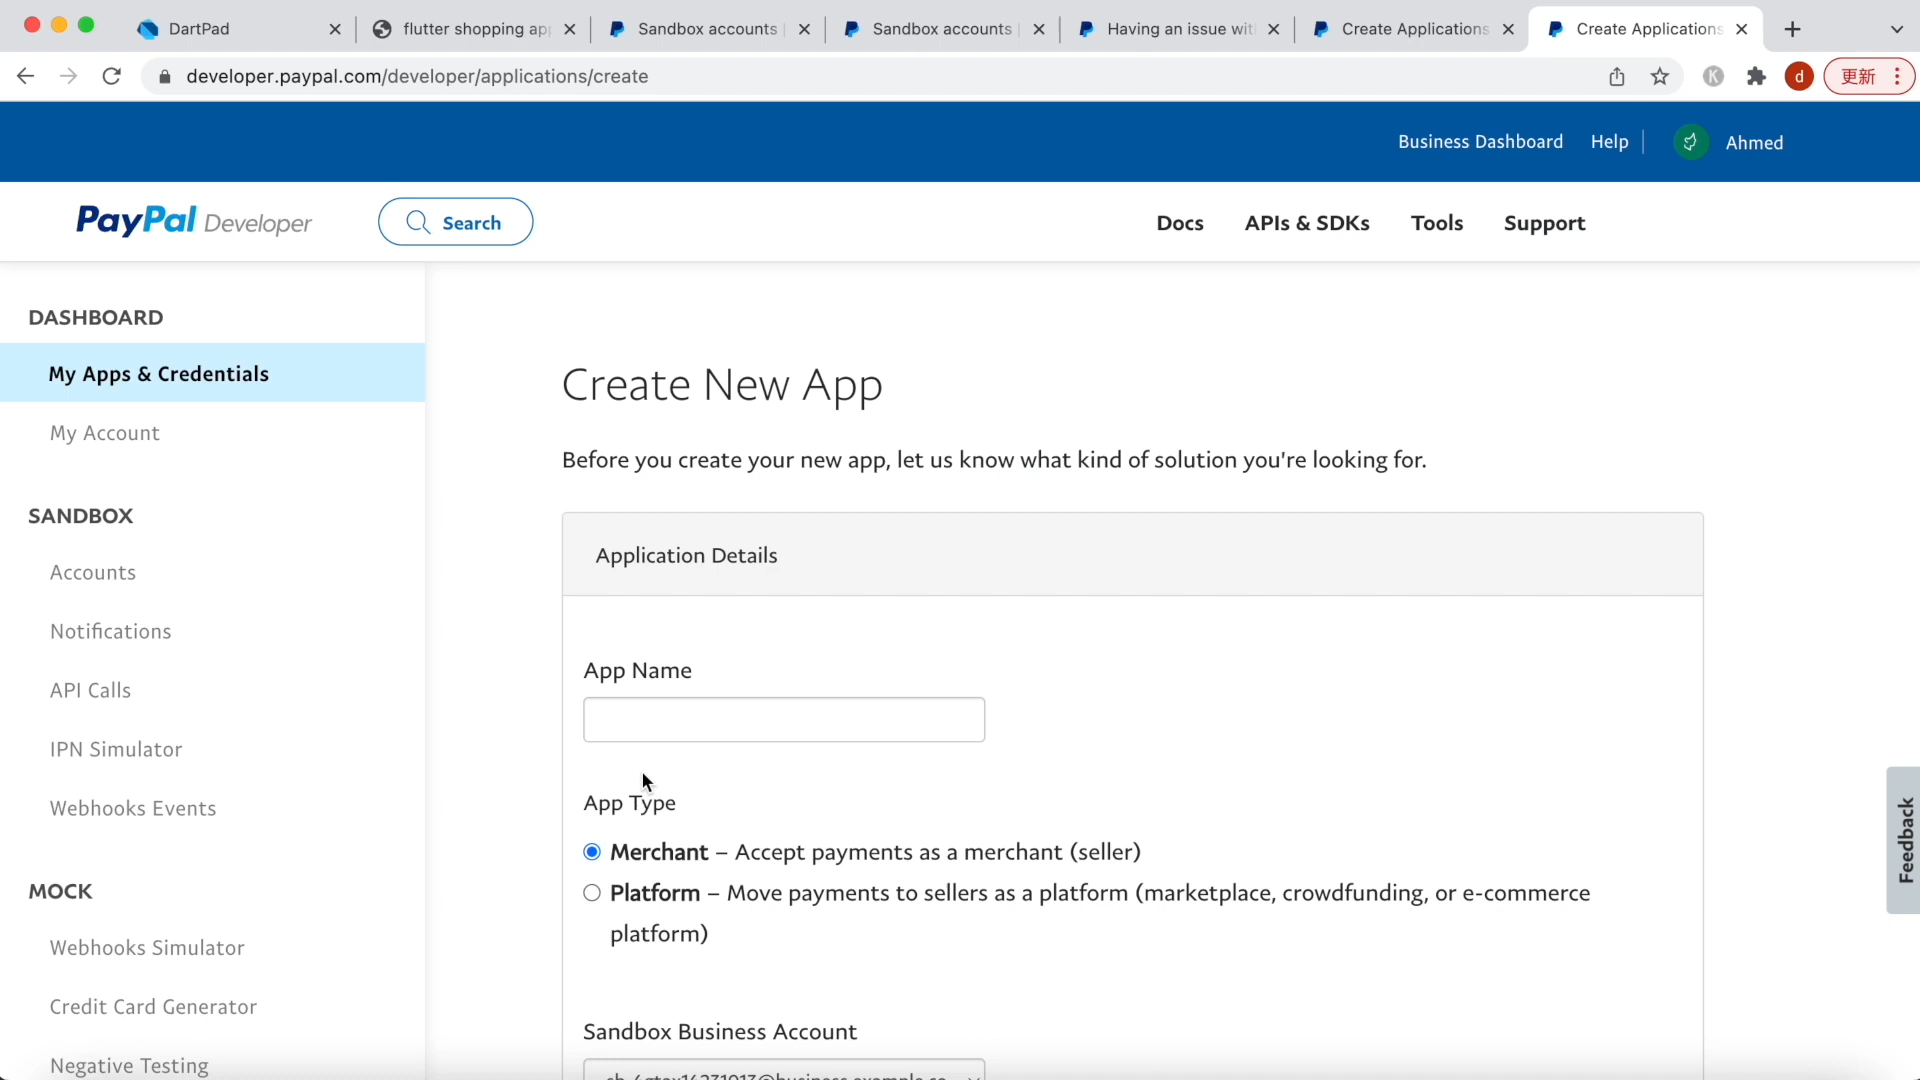 DartPad
flutter shopping app
Sandbox accounts
Sandbox accounts
Having an issue wit
Create Applications
Create Applications
developer.paypal.com/developer/applications/create
K
d
更新
Business Dashboard
Help
Ahmed
PayPal Developer
Search
Docs
APIs & SDKs
Tools
Support
DASHBOARD
My Apps & Credentials
My Account
SANDBOX
Accounts
Notifications
API Calls
IPN Simulator
Webhooks Events
MOCK
Webhooks Simulator
Credit Card Generator
Negative Testing
Create New App
Before you create your new app, let us know what kind of solution you're looking for.
Application Details
App Name
App Type
Merchant – Accept payments as a merchant (seller)
Platform – Move payments to sellers as a platform (marketplace, crowdfunding, or e-commerce
platform)
Sandbox Business Account
Feedback